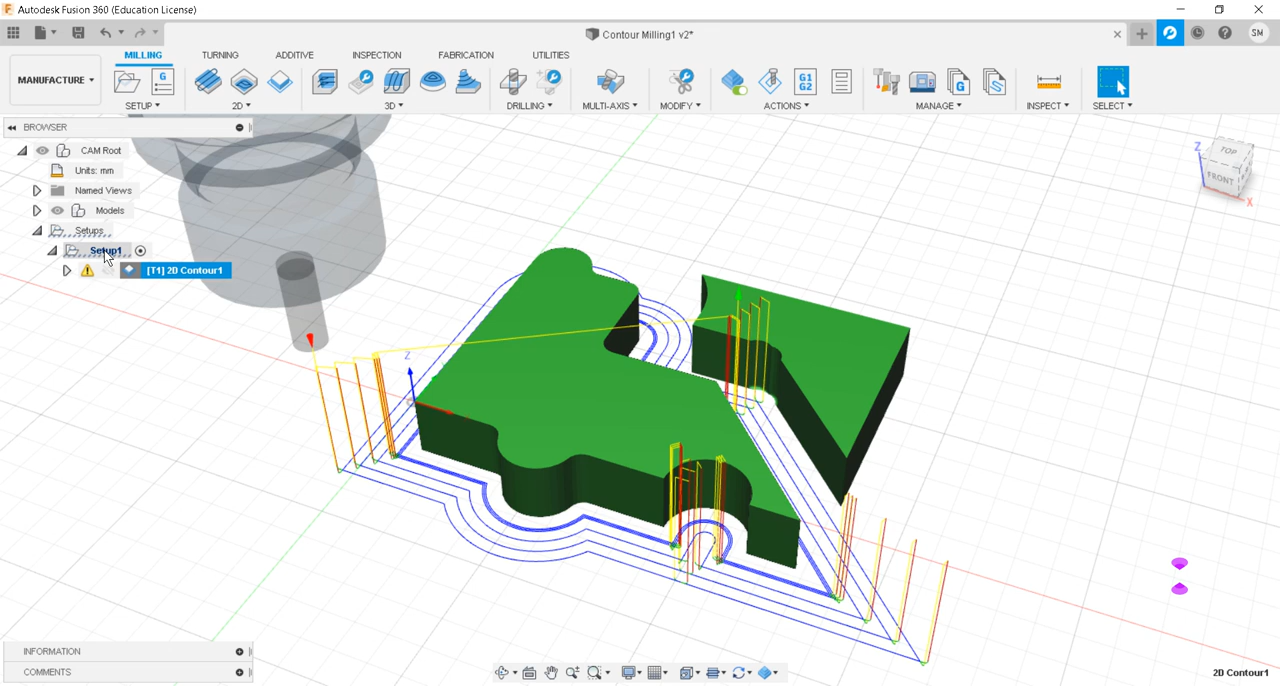 Autodesk Fusion 360 (Education License)
Contour Milling1 v2*
SM
MILLING TURNING ADDITIVE INSPECTION FABRICATION UTILITIES
MANUFACTURE
G
G1
G2
G
S
SETUP 2D 3D DRILLING MULTI-AXIS MODIFY ACTIONS MANAGE INSPECT SELECT
BROWSER
CAM Root
Units: mm
Named Views
Models
Setups
Setup1
[T1] 2D Contour1
Z
TOP
FRONT
X
Z
INFORMATION
COMMENTS
2D Contour1